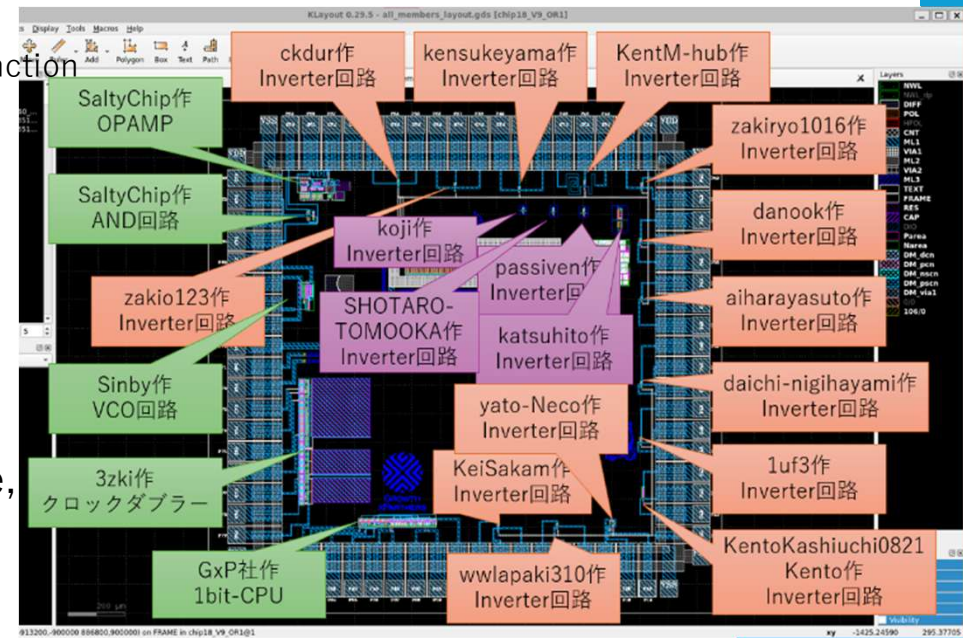 KLayout 0.29.5 - all_members_layout.gds [chip18_V9_OR1]
Display Tools Macros Help
Add Polygon Box Text Path
nction
ckdur作
Inverter回路
kensukeyama作
Inverter回路
KentM-hub作
Inverter回路
SaltyChip作
OPAMP
zakiryo1016作
Inverter回路
SaltyChip作
AND回路
koji作
Inverter回路
danook作
Inverter回路
passiven作
Inverter回
zakio123作
Inverter回路
SHOTARO-
TOMOOKA作
Inverter回路
aiharayasuto作
Inverter回路
katsuhito作
Inverter回路
Sinby作
VCO回路
daichi-nigihayami作
Inverter回路
yato-Neco作
Inverter回路
3zki作
クロックダブラー
e,
KeiSakam作
Inverter回路
1uf3作
Inverter回路
GxP社作
1bit-CPU
wwlapaki310作
Inverter回路
KentoKashiuchi0821
Kento作
Inverter回路
Layers
NWL
DIFF
POL
CNT
ML1
VIA1
ML2
VIA2
ML3
TEXT
FRAME
RES
CAP
DIO
Parea
Narea
DM_dcn
DM_pcn
DM_nscn
DM_pscn
DM_via1
106/0
VDD
200 μm
Visibility
913200,-900000 886800,900000) on FRAME in chip18_V9_OR1@1
xy -1425.24590 295.37705